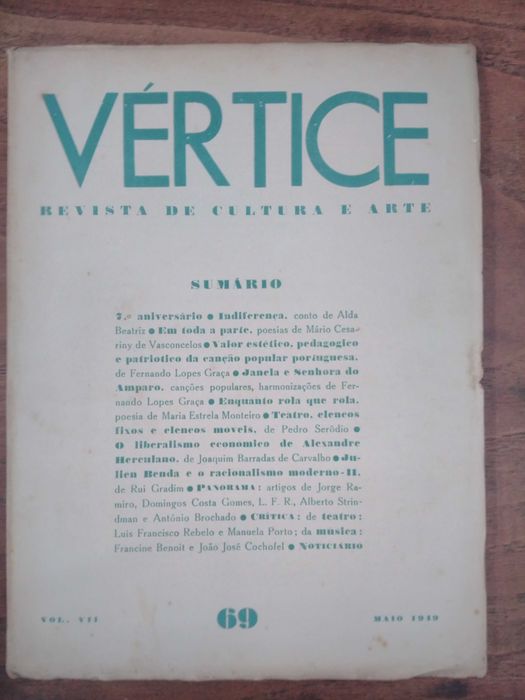 VÉRTICE
REVISTA DE CULTURA E ARTE
SUMÁRIO
7.º aniversário ● Indiferença, conto de Alda
Beatriz ● Em toda a parte, poesias de Mário Cesa-
riny de Vasconcelos ● Valor estético, pedagogico
e patriotico da canção popular portuguesa,
de Fernando Lopes Graça ● Janela e Senhora do
Amparo, canções populares, harmonizações de Fer-
nando Lopes Graça ● Enquanto rola que rola,
poesia de Maria Estrela Monteiro ● Teatro, elencos
fixos e elencos moveis, de Pedro Serôdio ●
O liberalismo economico de Alexandre
Herculano, de Joaquim Barradas de Carvalho ● Ju-
lien Benda e o racionalismo moderno-II,
de Rui Gradim ● PANORAMA: artigos de Jorge Ra-
miro, Domingos Costa Gomes, L. F. R., Alberto Strin-
dman e António Brochado ● CRÍTICA: de teatro:
Luís Francisco Rebelo e Manuela Porto; da música:
Francine Benoit e João José Cochofel ● NOTICIÁRIO
VOL. VII
69
MAIO 1949